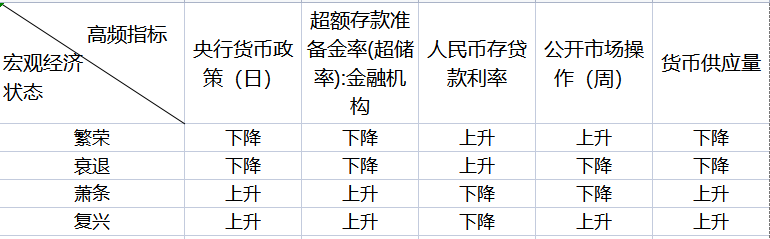 高频指标
宏观经济
状态
央行货币政
策（日）
超额存款准
备金率(超储
率):金融机
构
人民币存贷
款利率
公开市场操
作（周）
货币供应量
繁荣 下降 下降 上升 上升 下降
衰退 下降 下降 上升 下降 下降
萧条 上升 上升 下降 下降 上升
复兴 上升 上升 下降 上升 上升